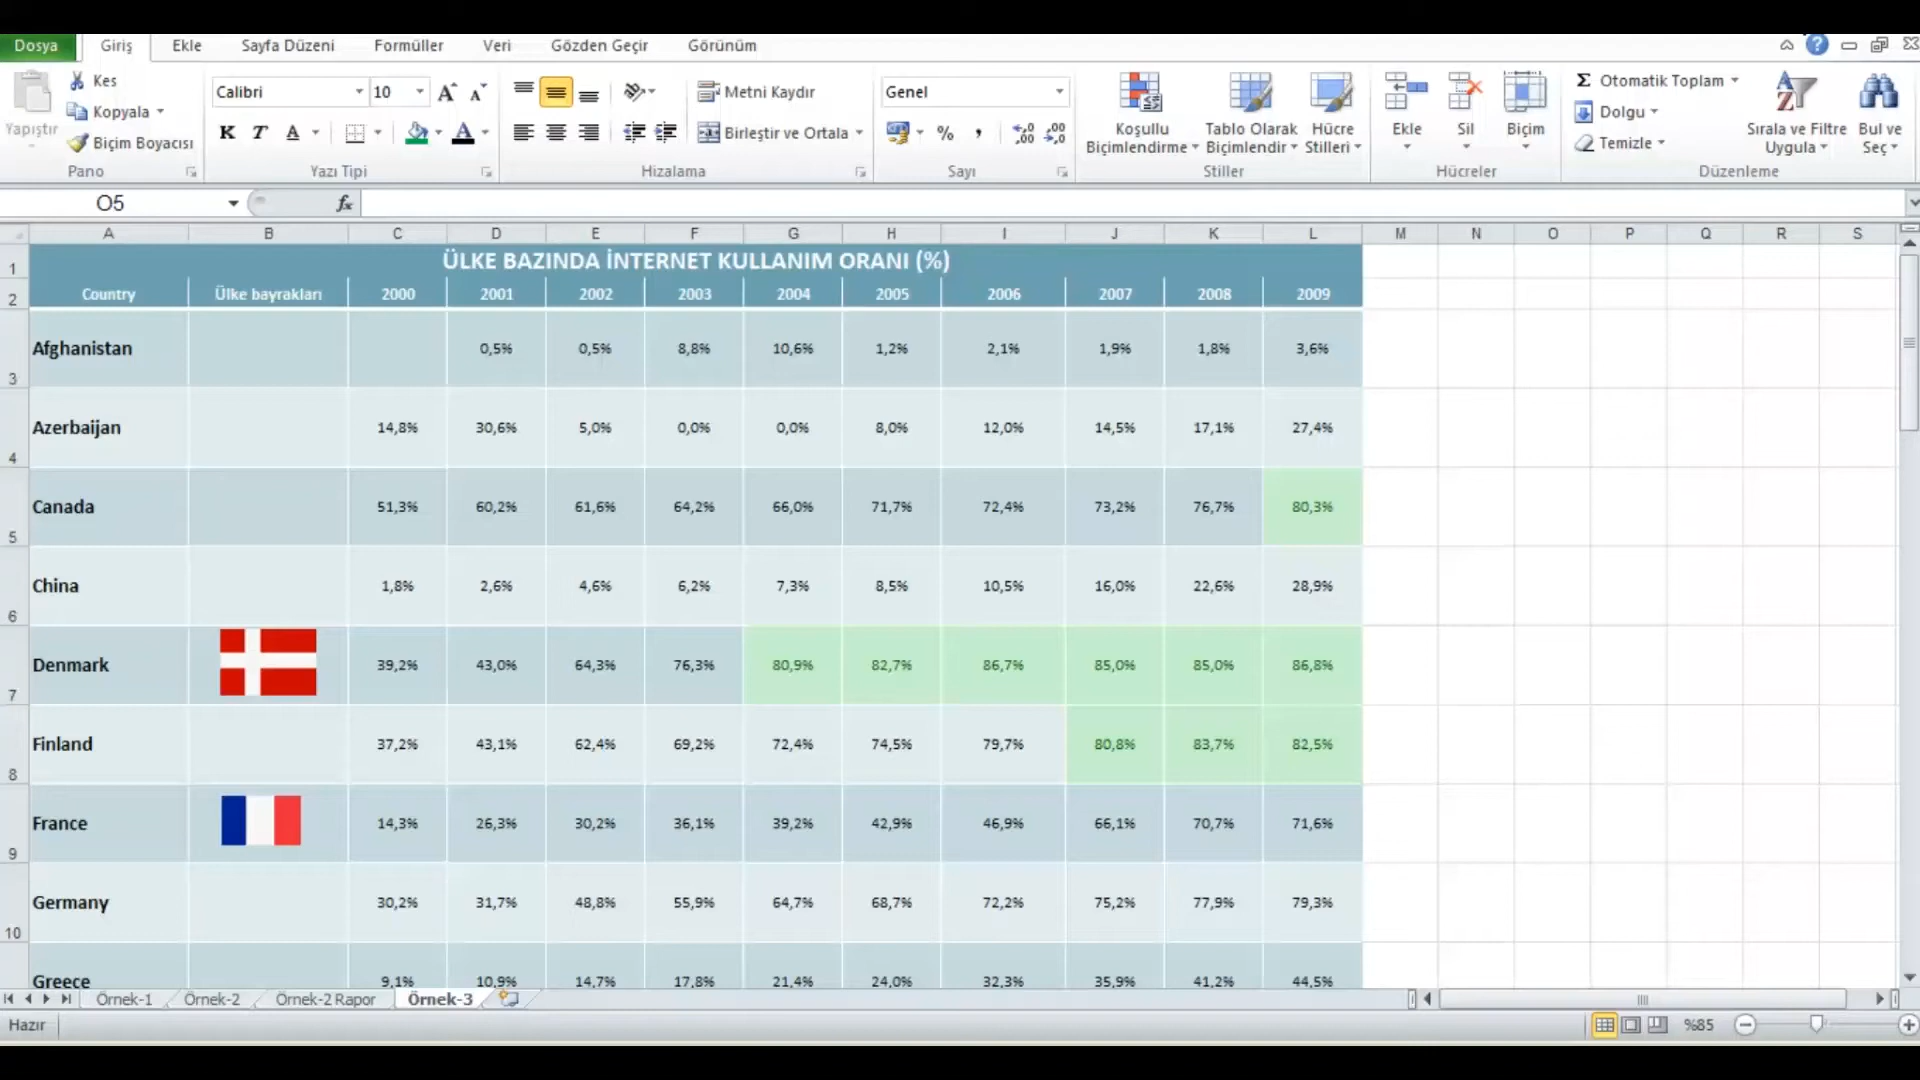 Dosya Giriş Ekle Sayfa Düzeni Formüller Veri Gözden Geçir Görünüm
Kes
Kopyala
Biçim Boyacısı
Yapıştır
Pano
Calibri 10
K T A A
Yazı Tipi
Metni Kaydır
Birleştir ve Ortala
Hizalama
Genel
% ,
Sayı
Koşullu Biçimlendirme
Tablo Olarak Biçimlendir
Hücre Stilleri
Stiller
Ekle Sil Biçim
Hücreler
Σ Otomatik Toplam
Dolgu
Temizle
Sırala ve Filtre Uygula
Bul ve Seç
Düzenleme
O5 fx
A B C D E F G H I J K L M N O P Q R S
1 ÜLKE BAZINDA İNTERNET KULLANIM ORANI (%)
2 Country Ülke bayrakları 2000 2001 2002 2003 2004 2005 2006 2007 2008 2009
3 Afghanistan 0,5% 0,5% 8,8% 10,6% 1,2% 2,1% 1,9% 1,8% 3,6%
4 Azerbaijan 14,8% 30,6% 5,0% 0,0% 0,0% 8,0% 12,0% 14,5% 17,1% 27,4%
5 Canada 51,3% 60,2% 61,6% 64,2% 66,0% 71,7% 72,4% 73,2% 76,7% 80,3%
6 China 1,8% 2,6% 4,6% 6,2% 7,3% 8,5% 10,5% 16,0% 22,6% 28,9%
7 Denmark 39,2% 43,0% 64,3% 76,3% 80,9% 82,7% 86,7% 85,0% 85,0% 86,8%
8 Finland 37,2% 43,1% 62,4% 69,2% 72,4% 74,5% 79,7% 80,8% 83,7% 82,5%
9 France 14,3% 26,3% 30,2% 36,1% 39,2% 42,9% 46,9% 66,1% 70,7% 71,6%
10 Germany 30,2% 31,7% 48,8% 55,9% 64,7% 68,7% 72,2% 75,2% 77,9% 79,3%
Greece 9,1% 10,9% 14,7% 17,8% 21,4% 24,0% 32,3% 35,9% 41,2% 44,5%
Örnek-1 Örnek-2 Örnek-2 Rapor Örnek-3
Hazır %85